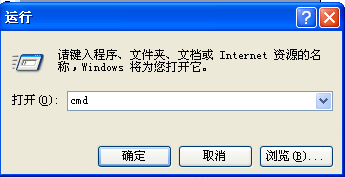 运行
请键入程序、文件夹、文档或 Internet 资源的名
称，Windows 将为您打开它。
打开(O): cmd
确定 取消 浏览(B)...